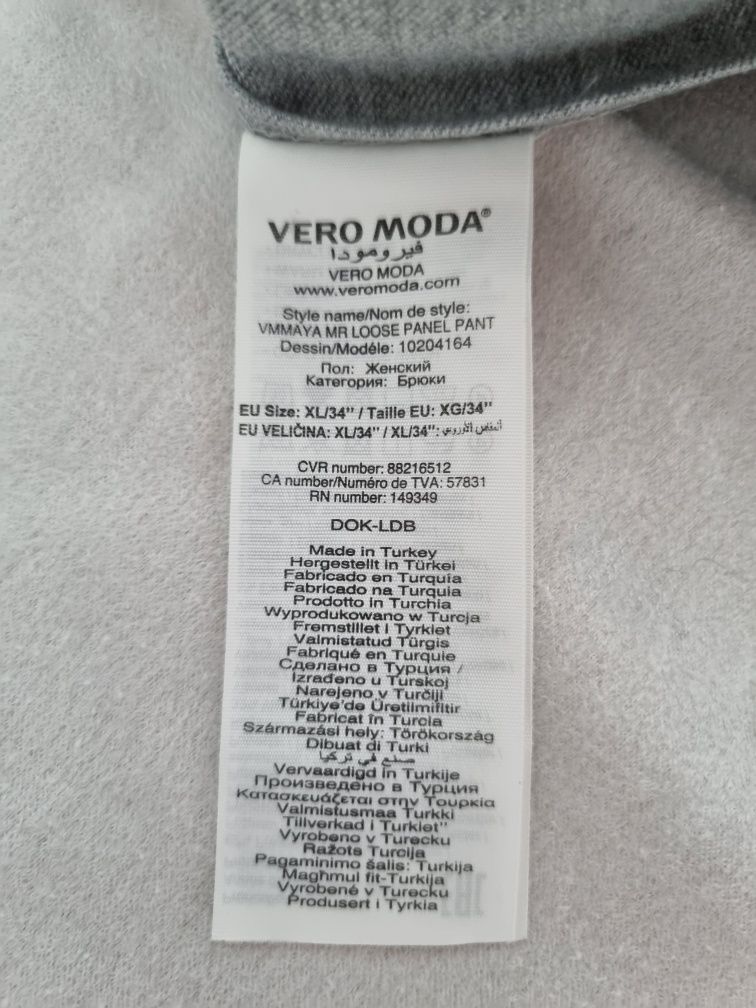 VERO MODA®
فيرومودا
VERO MODA
www.veromoda.com
Style name/Nom de style:
VMMAYA MR LOOSE PANEL PANT
Dessin/Modéle: 10204164
Пол: Женский
Категория: Брюки
EU Size: XL/34" / Taille EU: XG/34"
EU VELIČINA: XL/34" / XL/34":
CVR number: 88216512
CA number/Numéro de TVA: 57831
RN number: 149349
DOK-LDB
Made in Turkey
Hergestellt in Türkei
Fabricado en Turquia
Fabricado na Turquia
Prodotto in Turchia
Wyprodukowano w Turcja
Fremstillet i Tyrkiet
Valmistatud Türgis
Fabriqué en Turquie
Сделано в Турции /
Izrađeno u Turskoj
Narejeno v Turčiji
Türkiye'de Üretilmiftir
Fabricat în Turcia
Származási hely: Törökország
Dibuat di Turki
صنع في تركيا
Vervaardigd in Turkije
Произведено в Турция
Κατασκευάζεται στην Τουρκία
Valmistusmaa Turkki
Tillverkad i Turkiet"
Vyrobeno v Turecku
Ražots Turcija
Pagaminimo šalis: Turkija
Magħmul fit-Turkija
Vyrobené v Turecku
Produsert i Tyrkia